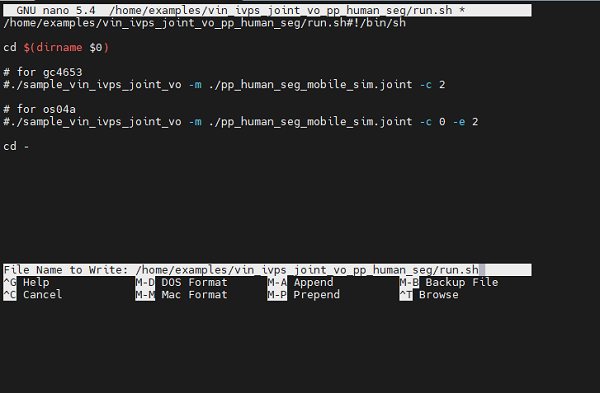 GNU nano 5.4  /home/examples/vin_ivps_joint_vo_pp_human_seg/run.sh *
/home/examples/vin_ivps_joint_vo_pp_human_seg/run.sh#!/bin/sh
cd $(dirname $0)
# for gc4653
#./sample_vin_ivps_joint_vo -m ./pp_human_seg_mobile_sim.joint -c 2
# for os04a
#./sample_vin_ivps_joint_vo -m ./pp_human_seg_mobile_sim.joint -c 0 -e 2
cd -
File Name to Write: /home/examples/vin_ivps_joint_vo_pp_human_seg/run.sh
^G Help M-D DOS Format M-A Append M-B Backup File
^C Cancel M-M Mac Format M-P Prepend ^T Browse